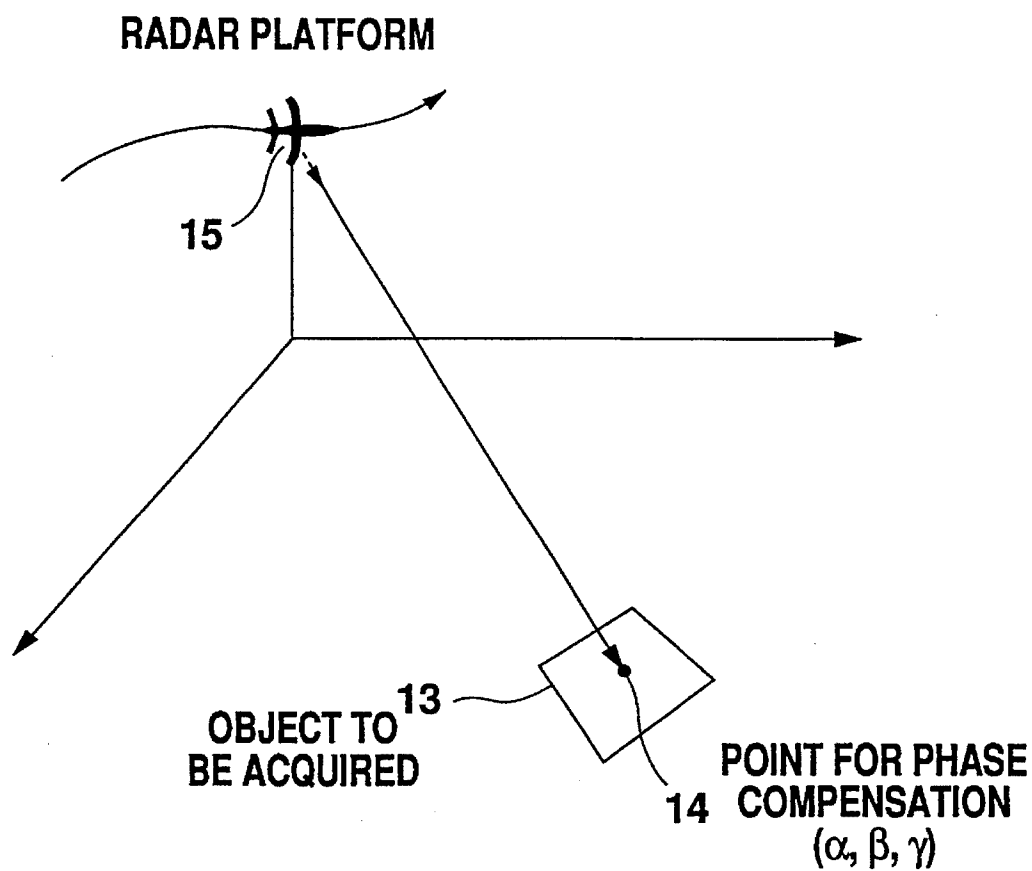 RADAR PLATFORM
15
13
OBJECT TO
BE ACQUIRED
14
POINT FOR PHASE
COMPENSATION
(α, β, γ)